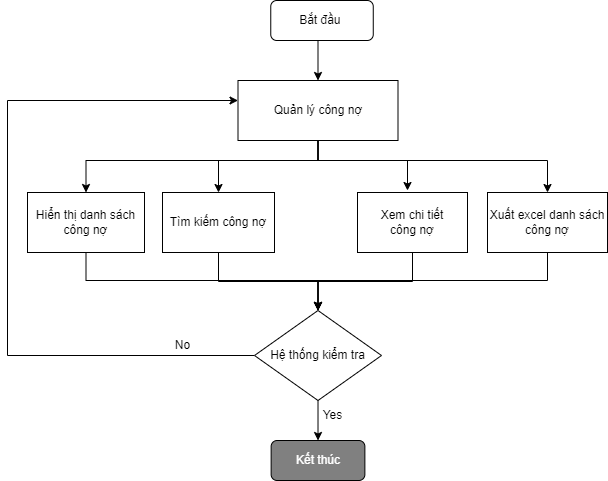 Bắt đầu
Quản lý công nợ
Hiển thị danh sách
công nợ
Tìm kiếm công nợ
Xem chi tiết
công nợ
Xuất excel danh sách
công nợ
Hệ thống kiểm tra
No
Yes
Kết thúc